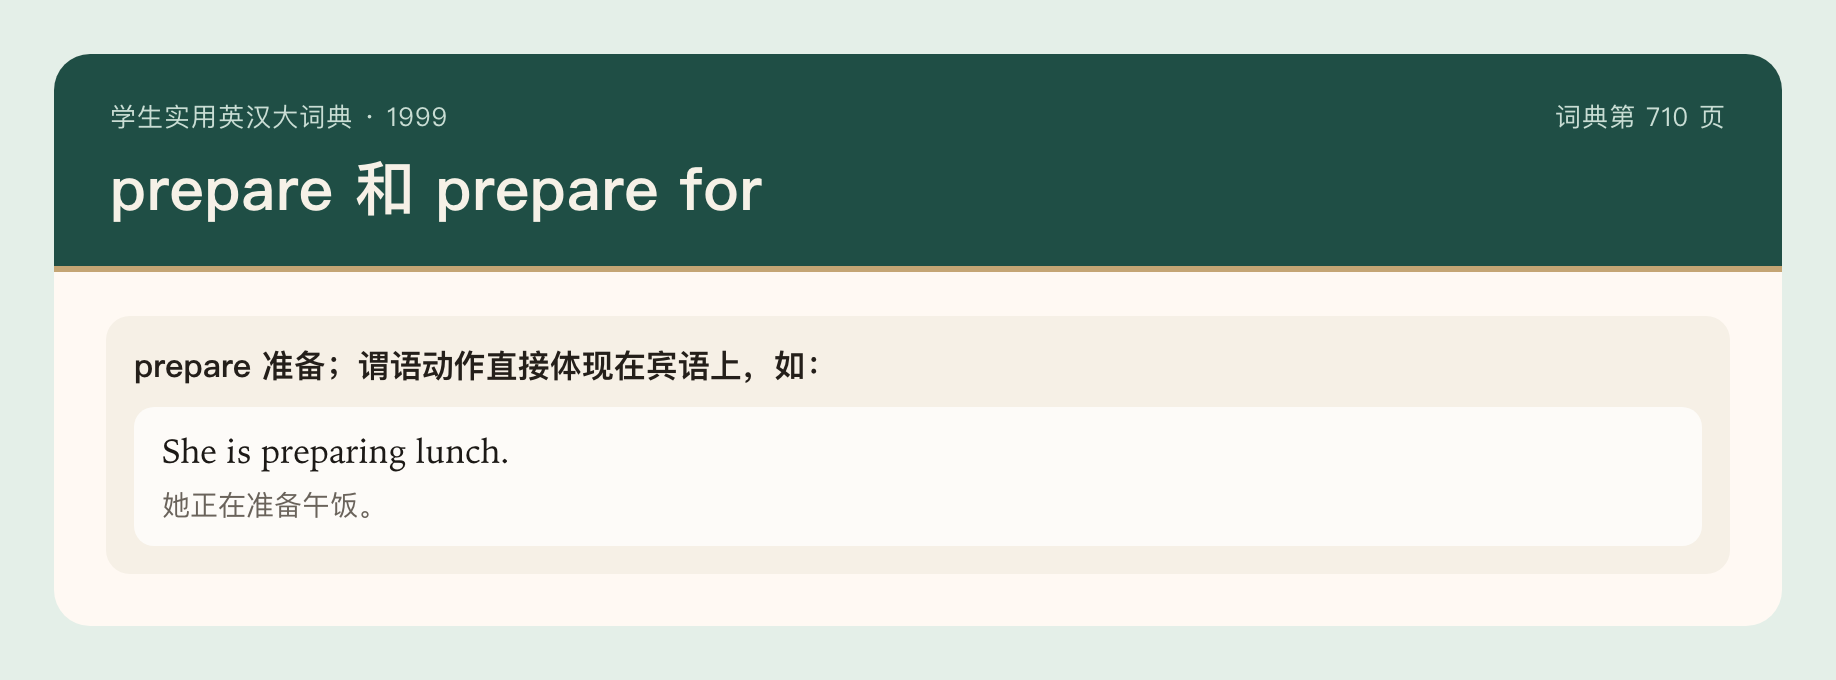 学生实用英汉大词典 · 1999
词典第 710 页
prepare 和 prepare for
prepare 准备；谓语动作直接体现在宾语上，如：
She is preparing lunch.
她正在准备午饭。